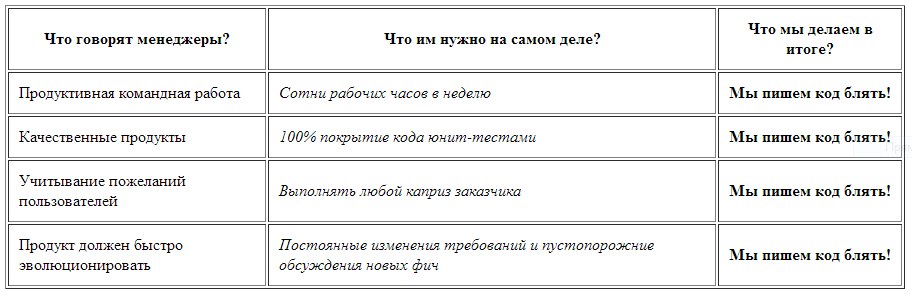 Что говорят менеджеры?
Что им нужно на самом деле?
Что мы делаем в
итоге?
Продуктивная командная работа
Сотни рабочих часов в неделю
Мы пишем код блять!
Качественные продукты
100% покрытие кода юнит-тестами
Мы пишем код блять!
Учитывание пожеланий
пользователей
Выполнять любой каприз заказчика
Мы пишем код блять!
Продукт должен быстро
эволюционировать
Постоянные изменения требований и пустопорожние
обсуждения новых фич
Мы пишем код блять!